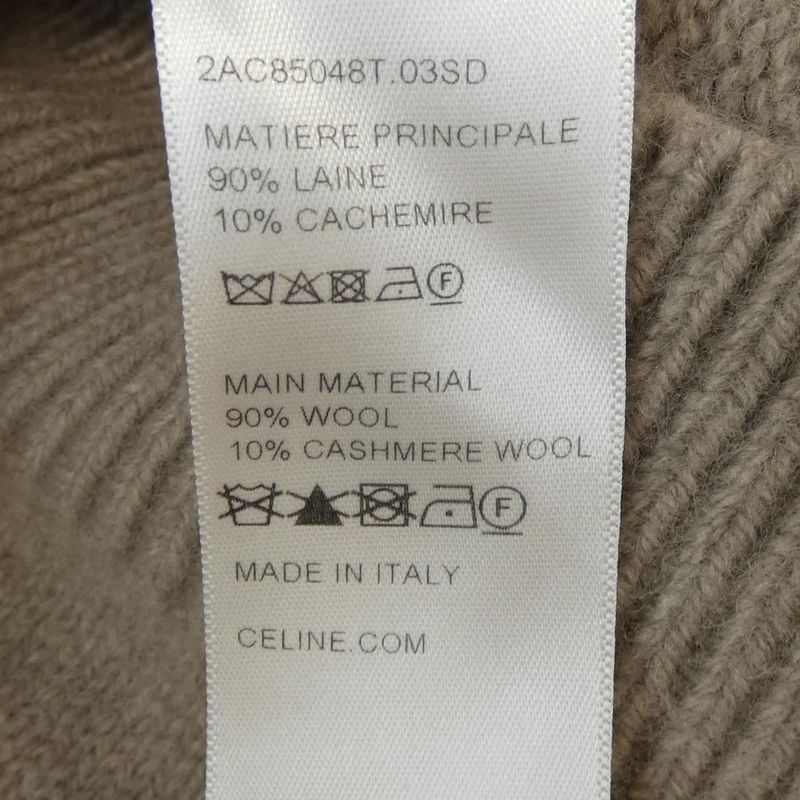 2AC85048T.03SD
MATIERE PRINCIPALE
90% LAINE
10% CACHEMIRE
F
MAIN MATERIAL
90% WOOL
10% CASHMERE WOOL
F
MADE IN ITALY
CELINE.COM